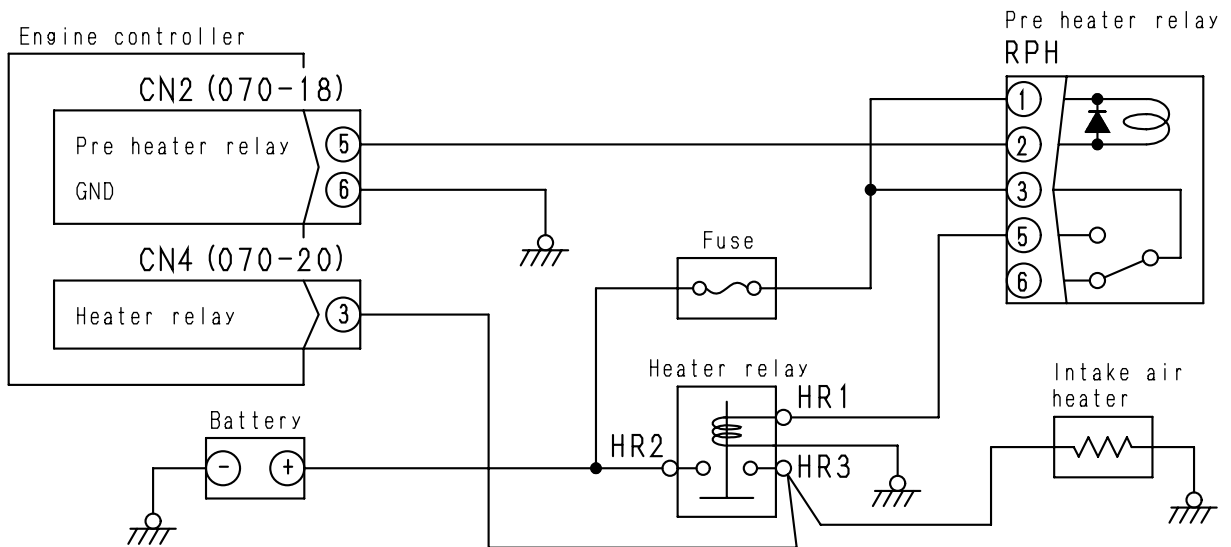 Pre heater relay
RPH
Engine controller
CN2 (070-18)
Pre heater relay
5
GND
6
1
2
3
5
6
CN4 (070-20)
Heater relay
3
Fuse
Heater relay
HR1
HR2
HR3
Intake air
heater
Battery
- +